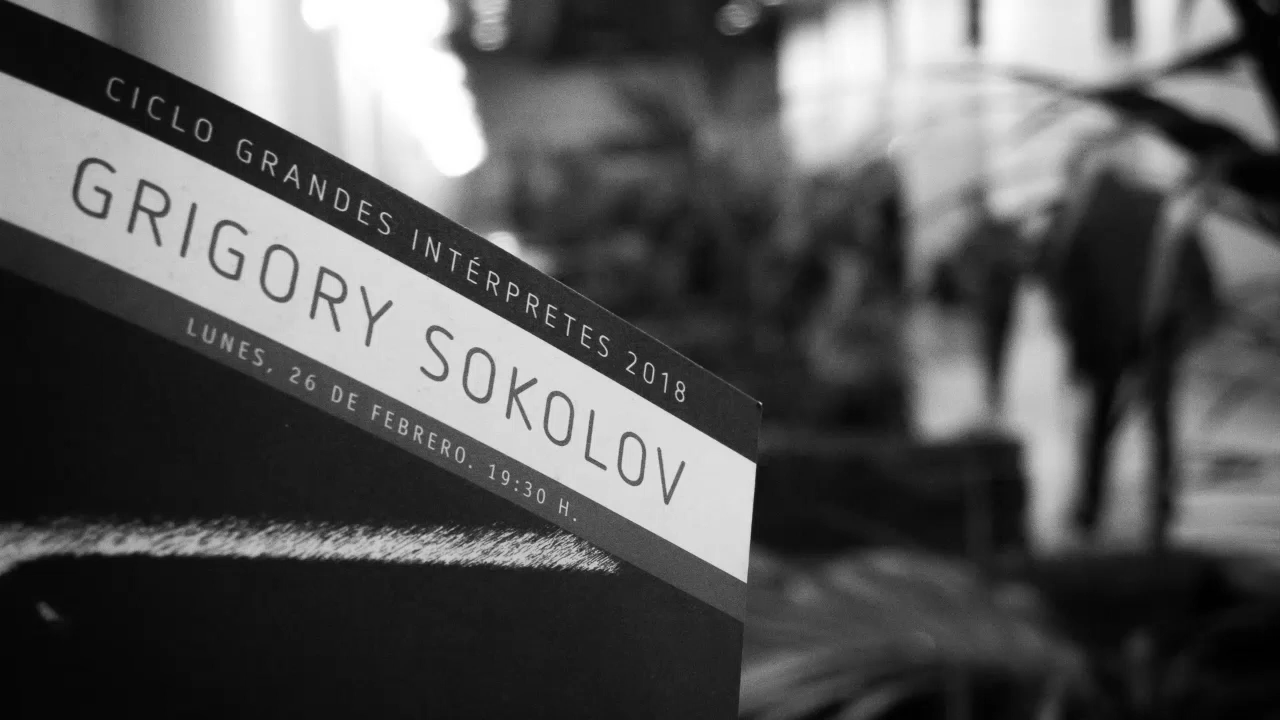 CICLO GRANDES INTÉRPRETES 2018
GRIGORY SOKOLOV
LUNES, 26 DE FEBRERO. 19:30 H.